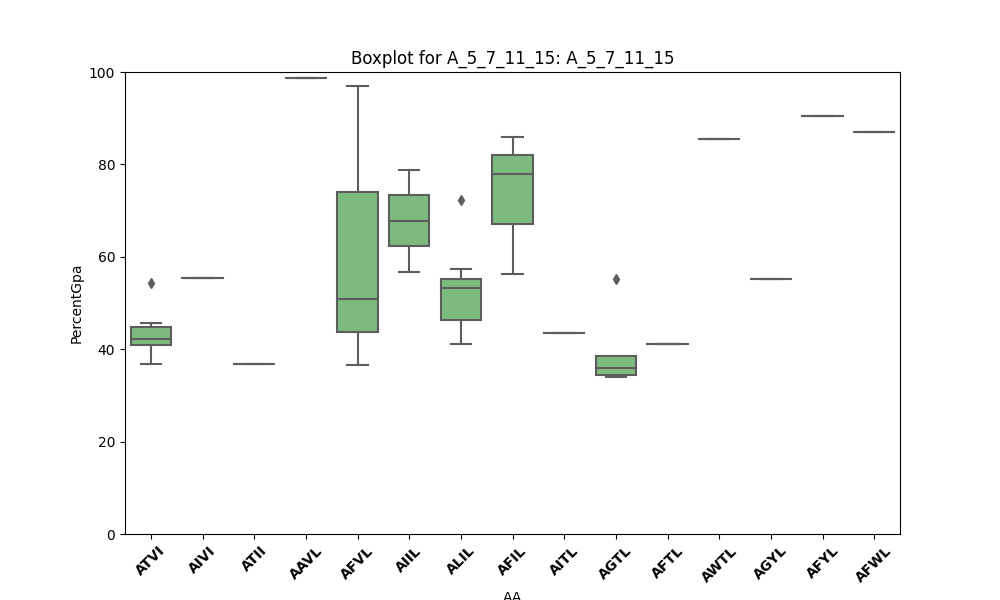 Boxplot for A_5_7_11_15: A_5_7_11_15
100
80
60
40
20
0
PercentGpa
ATVI AIVI ATII AAVL AFVL AIIL ALIL AFIL AITL AGTL AFTL AWTL AGYL AFYL AFWL
AA